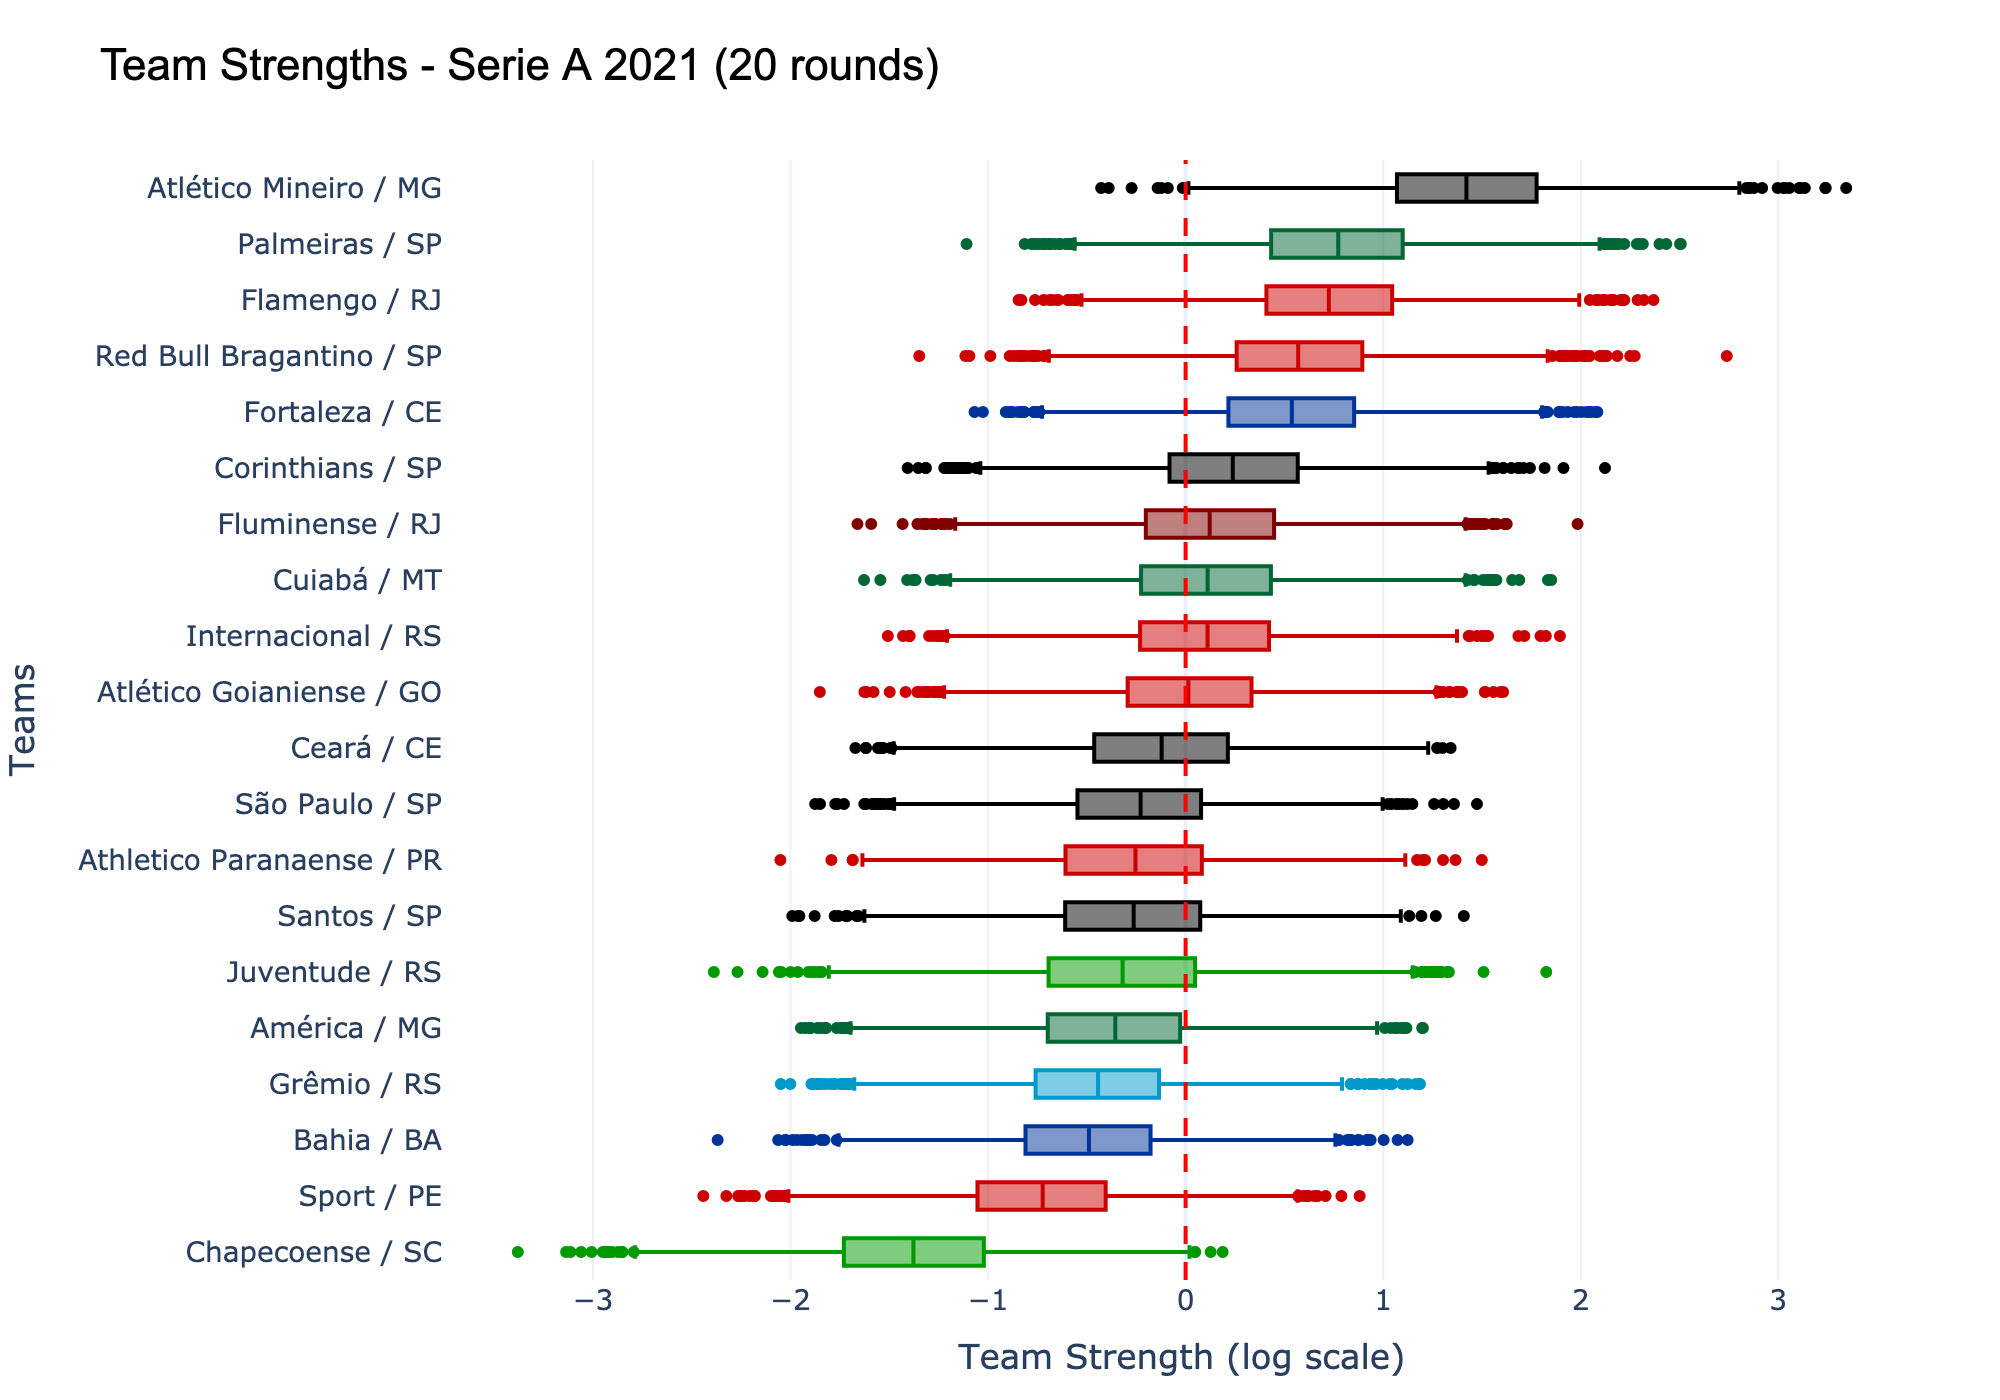 Team Strengths - Serie A 2021 (20 rounds)
Atlético Mineiro / MG
Palmeiras / SP
Flamengo / RJ
Red Bull Bragantino / SP
Fortaleza / CE
Corinthians / SP
Fluminense / RJ
Cuiabá / MT
Internacional / RS
Atlético Goianiense / GO
Ceará / CE
São Paulo / SP
Athletico Paranaense / PR
Santos / SP
Juventude / RS
América / MG
Grêmio / RS
Bahia / BA
Sport / PE
Chapecoense / SC
Teams
−3 −2 −1 0 1 2 3
Team Strength (log scale)